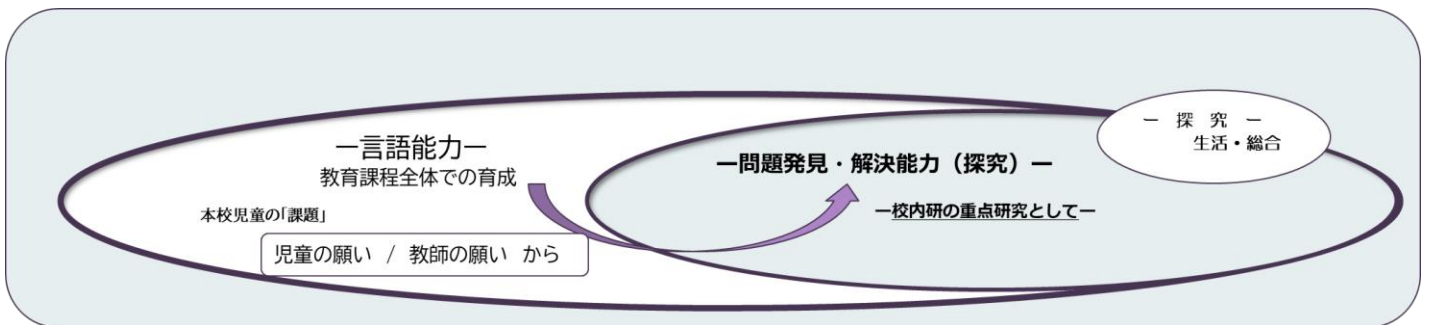 ー言語能力ー
教育課程全体での育成
本校児童の「課題」
児童の願い / 教師の願い から
ー問題発見・解決能力（探究）ー
ー校内研の重点研究としてー
ー 探 究 ー
生活・総合